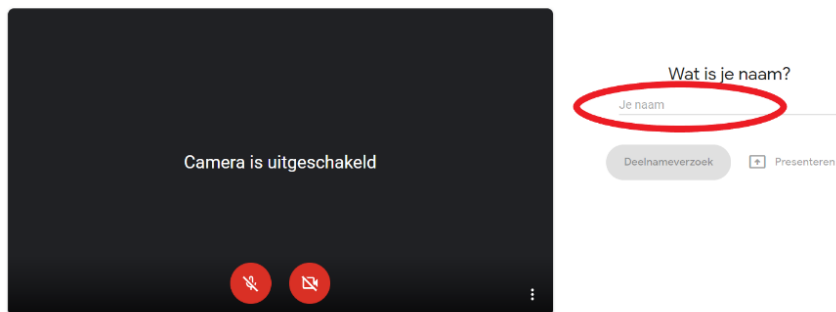 Wat is je naam?
Je naam
Camera is uitgeschakeld
Deelnameverzoek
Presenteren